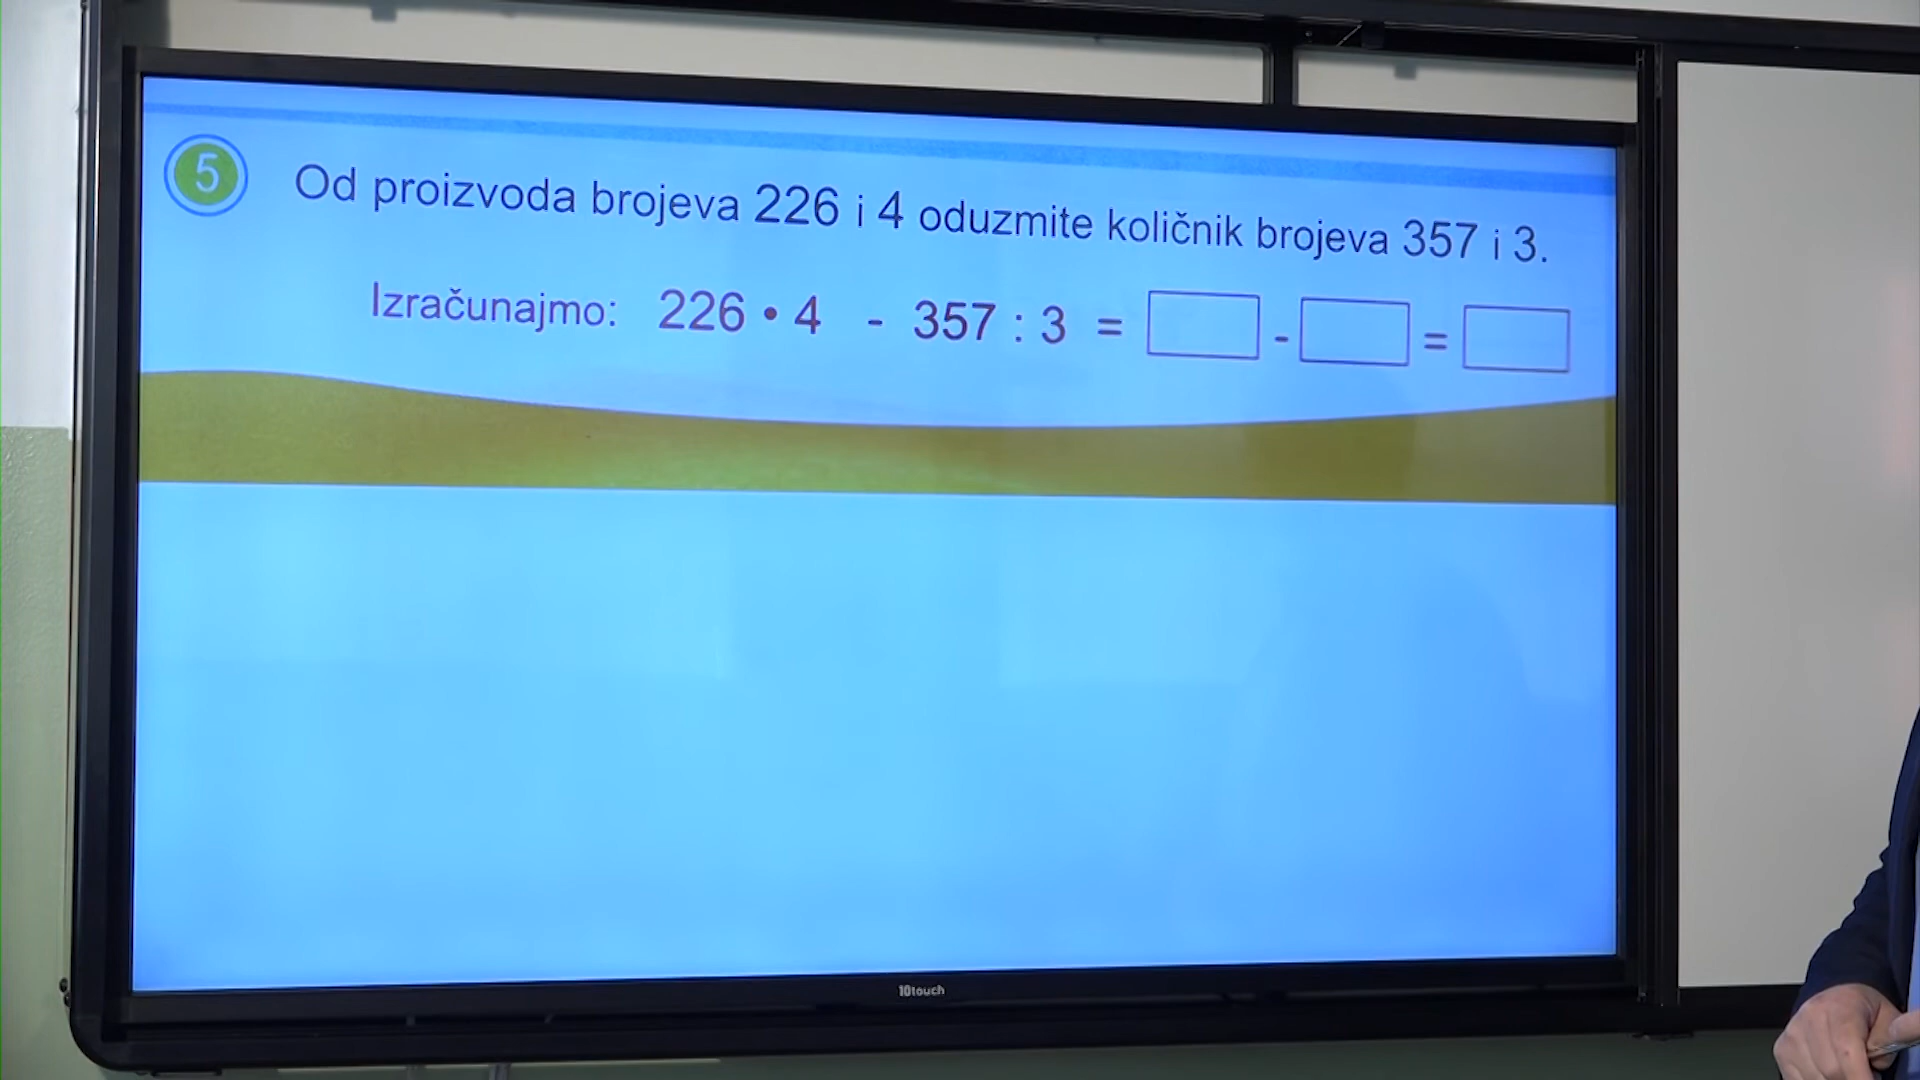 5
Od proizvoda brojeva 226 i 4 oduzmite količnik brojeva 357 i 3.
Izračunajmo: 226 • 4 - 357 : 3 = - =
10touch